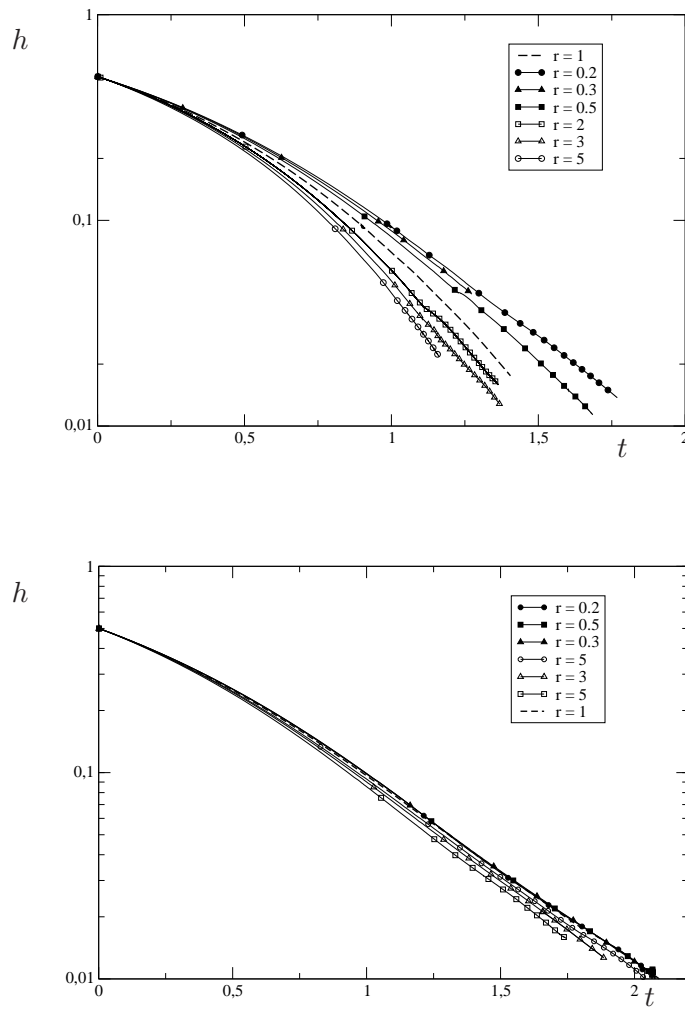 1
h
r = 1
r = 0.2
r = 0.3
r = 0.5
r = 2
r = 3
r = 5
0,1
0,01
0 0,5 1 1,5 2
t
1
h
r = 0.2
r = 0.5
r = 0.3
r = 5
r = 3
r = 5
r = 1
0,1
0,01
0 0,5 1 1,5 2
t